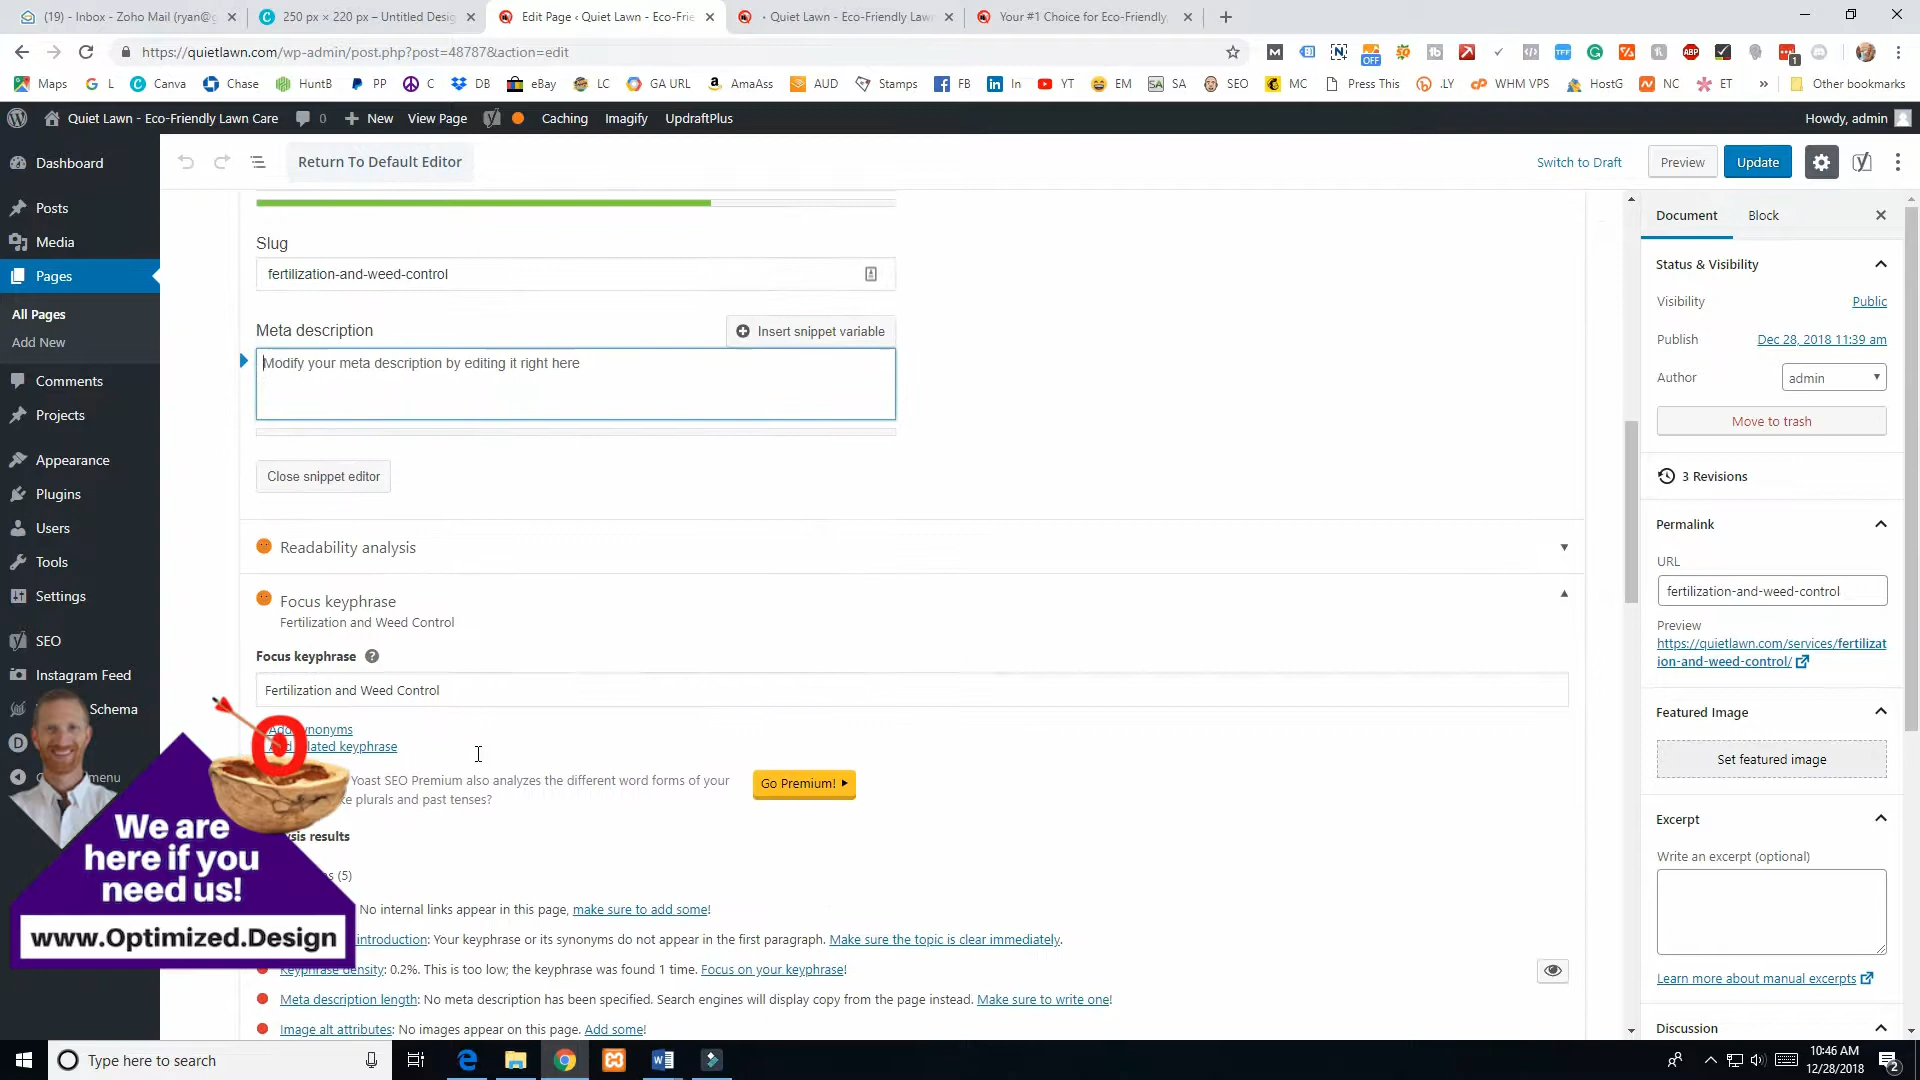 (19) - Inbox - Zoho Mail (ryan@g
250 px × 220 px – Untitled Desig
Edit Page ‹ Quiet Lawn - Eco-Frie
· Quiet Lawn - Eco-Friendly Law
Your #1 Choice for Eco-Friendly
https://quietlawn.com/wp-admin/post.php?post=48787&action=edit
OFF
ABP
1
Maps
G L
Canva
Chase
HuntB
PP
C
DB
eBay
LC
GA URL
AmaAss
AUD
Stamps
FB
In
YT
EM
SA
SEO
MC
Press This
.LY
WHM VPS
HostG
NC
ET
»
Other bookmarks
Quiet Lawn - Eco-Friendly Lawn Care
0
New
View Page
Caching
Imagify
UpdraftPlus
Howdy, admin
Dashboard
Posts
Media
Pages
All Pages
Add New
Comments
Projects
Appearance
Plugins
Users
Tools
Settings
SEO
Instagram Feed
Schema
menu
Return To Default Editor
Switch to Draft
Preview
Update
Slug
fertilization-and-weed-control
Meta description
Insert snippet variable
Modify your meta description by editing it right here
Close snippet editor
Readability analysis
Focus keyphrase
Fertilization and Weed Control
Focus keyphrase
Fertilization and Weed Control
synonyms
lated keyphrase
Yoast SEO Premium also analyzes the different word forms of your
ke plurals and past tenses?
Go Premium!
ysis results
s (5)
No internal links appear in this page, make sure to add some!
introduction: Your keyphrase or its synonyms do not appear in the first paragraph. Make sure the topic is clear immediately.
Keyphrase density: 0.2%. This is too low; the keyphrase was found 1 time. Focus on your keyphrase!
Meta description length: No meta description has been specified. Search engines will display copy from the page instead. Make sure to write one!
Image alt attributes: No images appear on this page. Add some!
We are
here if you
need us!
www.Optimized.Design
Document
Block
Status & Visibility
Visibility
Public
Publish
Dec 28, 2018 11:39 am
Author
admin
Move to trash
3 Revisions
Permalink
URL
fertilization-and-weed-control
Preview
https://quietlawn.com/services/fertilizat
ion-and-weed-control/
Featured Image
Set featured image
Excerpt
Write an excerpt (optional)
Learn more about manual excerpts
Discussion
Type here to search
10:46 AM
12/28/2018
2